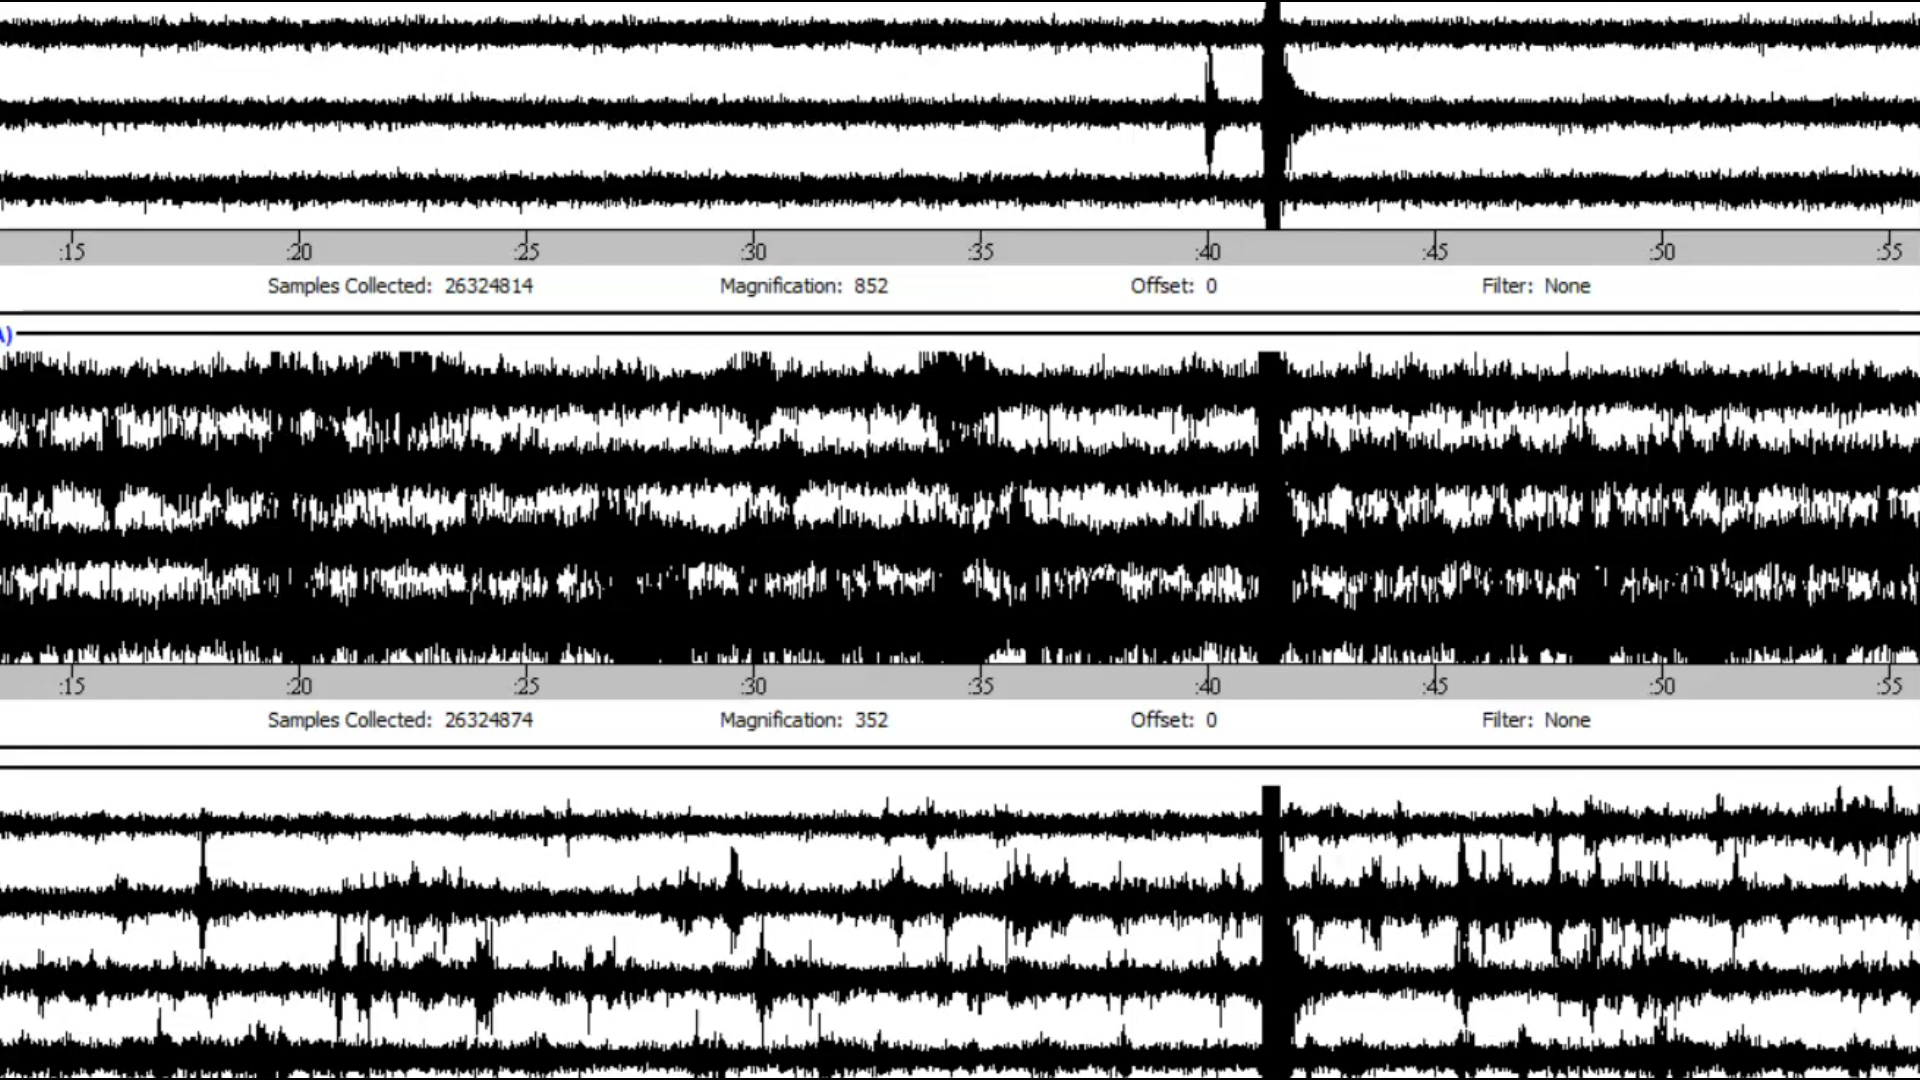 :15 :20 :25 :30 :35 :40 :45 :50 :55
Samples Collected: 26324814 Magnification: 852 Offset: 0 Filter: None
)
:15 :20 :25 :30 :35 :40 :45 :50 :55
Samples Collected: 26324874 Magnification: 352 Offset: 0 Filter: None